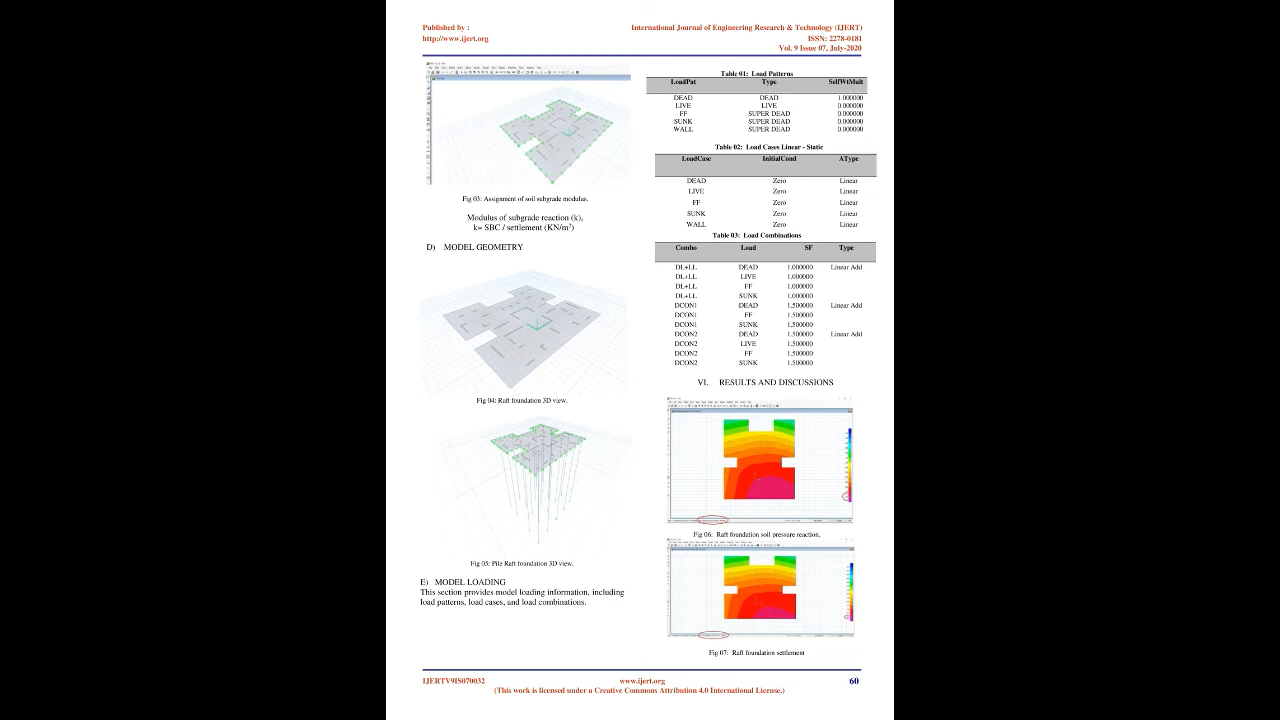 Published by :
http://www.ijert.org
International Journal of Engineering Research & Technology (IJERT)
ISSN: 2278-0181
Vol. 9 Issue 07, July-2020
Fig 03: Assignment of soil subgrade modulus.
Modulus of subgrade reaction (k),
k= SBC / settlement (KN/m³)
D) MODEL GEOMETRY
Fig 04: Raft foundation 3D view.
Fig 05: Pile Raft foundation 3D view.
E) MODEL LOADING
This section provides model loading information, including
load patterns, load cases, and load combinations.
Table 01: Load Patterns
LoadPat Type SelfWtMult
DEAD DEAD 1.000000
LIVE LIVE 0.000000
FF SUPER DEAD 0.000000
SUNK SUPER DEAD 0.000000
WALL SUPER DEAD 0.000000
Table 02: Load Cases Linear - Static
LoadCase InitialCond AType
DEAD Zero Linear
LIVE Zero Linear
FF Zero Linear
SUNK Zero Linear
WALL Zero Linear
Table 03: Load Combinations
Combo Load SF Type
DL+LL DEAD 1.000000 Linear Add
DL+LL LIVE 1.000000
DL+LL FF 1.000000
DL+LL SUNK 1.000000
DCON1 DEAD 1.500000 Linear Add
DCON1 FF 1.500000
DCON1 SUNK 1.500000
DCON2 DEAD 1.500000 Linear Add
DCON2 LIVE 1.500000
DCON2 FF 1.500000
DCON2 SUNK 1.500000
VI. RESULTS AND DISCUSSIONS
Fig 06: Raft foundation soil pressure reaction.
Fig 07: Raft foundation settlement
IJERTV9IS070032
www.ijert.org
60
(This work is licensed under a Creative Commons Attribution 4.0 International License.)